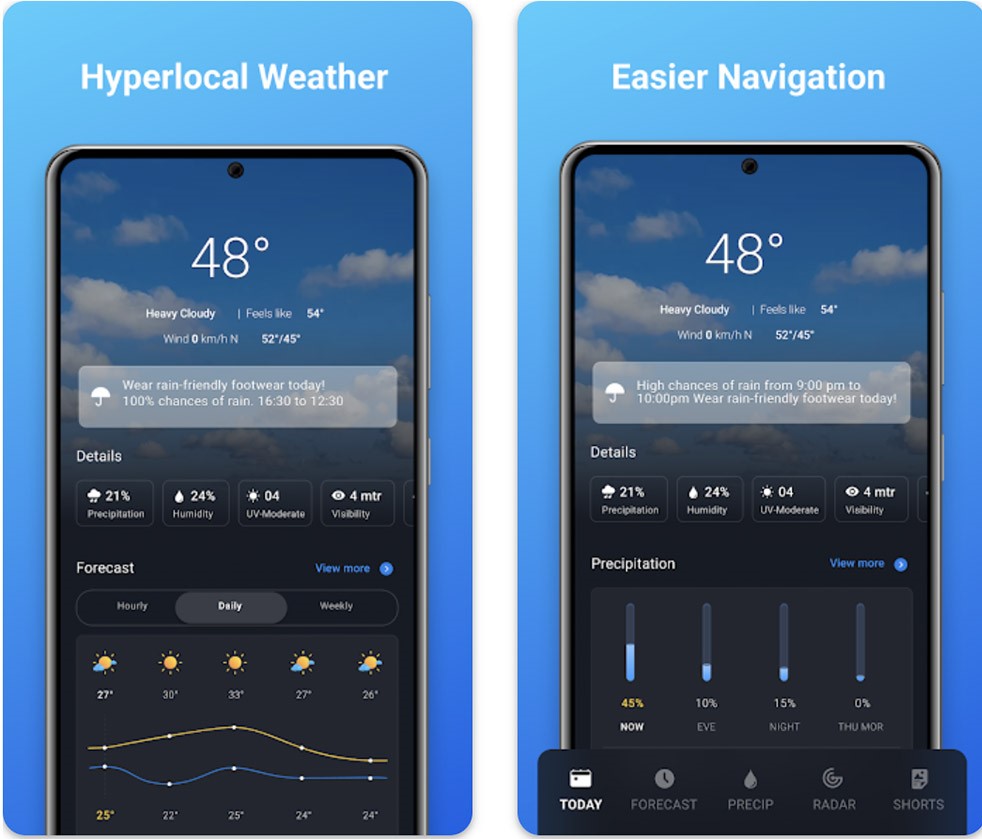 Hyperlocal Weather
48°
Heavy Cloudy | Feels like 54°
Wind 0 km/h N 52°/45°
Wear rain-friendly footwear today!
100% chances of rain. 16:30 to 12:30
Details
21% 24% 04 4 mtr
Precipitation Humidity UV-Moderate Visibility
Forecast View more
Hourly Daily Weekly
27° 30° 33° 27° 26°
25° 22° 25° 24° 24°
Easier Navigation
48°
Heavy Cloudy | Feels like 54°
Wind 0 km/h N 52°/45°
High chances of rain from 9:00 pm to
10:00pm Wear rain-friendly footwear today!
Details
21% 24% 04 4 mtr
Precipitation Humidity UV-Moderate Visibility
Precipitation View more
45% 10% 15% 0%
NOW EVE NIGHT THU MOR
TODAY FORECAST PRECIP RADAR SHORTS